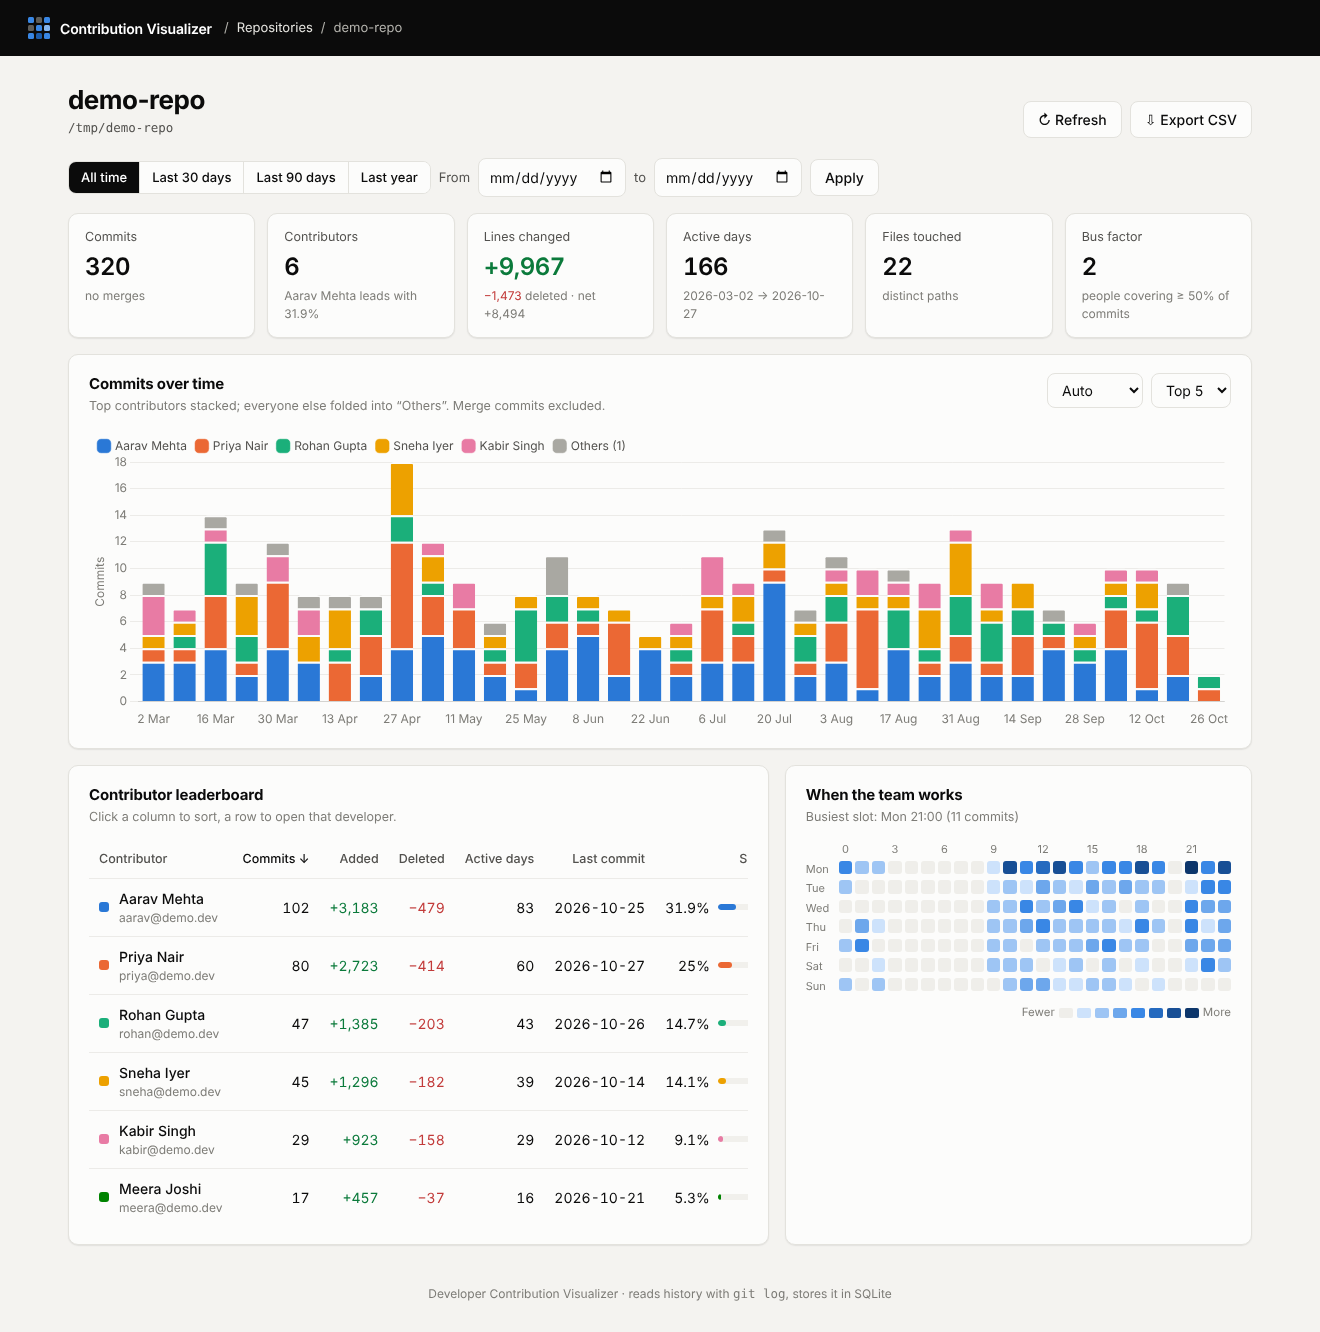 Contribution Visualizer / Repositories / demo-repo
demo-repo
/tmp/demo-repo
↻ Refresh ⇩ Export CSV
All time Last 30 days Last 90 days Last year From mm/dd/yyyy to mm/dd/yyyy Apply
Commits
320
no merges
Contributors
6
Aarav Mehta leads with
31.9%
Lines changed
+9,967
−1,473 deleted · net
+8,494
Active days
166
2026-03-02 → 2026-10-
27
Files touched
22
distinct paths
Bus factor
2
people covering ≥ 50% of
commits
Commits over time
Top contributors stacked; everyone else folded into “Others”. Merge commits excluded.
Auto Top 5
Aarav Mehta Priya Nair Rohan Gupta Sneha Iyer Kabir Singh Others (1)
18
16
14
12
10
8
6
4
2
0
Commits
2 Mar 16 Mar 30 Mar 13 Apr 27 Apr 11 May 25 May 8 Jun 22 Jun 6 Jul 20 Jul 3 Aug 17 Aug 31 Aug 14 Sep 28 Sep 12 Oct 26 Oct
Contributor leaderboard
Click a column to sort, a row to open that developer.
Contributor Commits ↓ Added Deleted Active days Last commit S
Aarav Mehta
aarav@demo.dev
102 +3,183 −479 83 2026-10-25 31.9%
Priya Nair
priya@demo.dev
80 +2,723 −414 60 2026-10-27 25%
Rohan Gupta
rohan@demo.dev
47 +1,385 −203 43 2026-10-26 14.7%
Sneha Iyer
sneha@demo.dev
45 +1,296 −182 39 2026-10-14 14.1%
Kabir Singh
kabir@demo.dev
29 +923 −158 29 2026-10-12 9.1%
Meera Joshi
meera@demo.dev
17 +457 −37 16 2026-10-21 5.3%
When the team works
Busiest slot: Mon 21:00 (11 commits)
0 3 6 9 12 15 18 21
Mon
Tue
Wed
Thu
Fri
Sat
Sun
Fewer More
Developer Contribution Visualizer · reads history with git log, stores it in SQLite